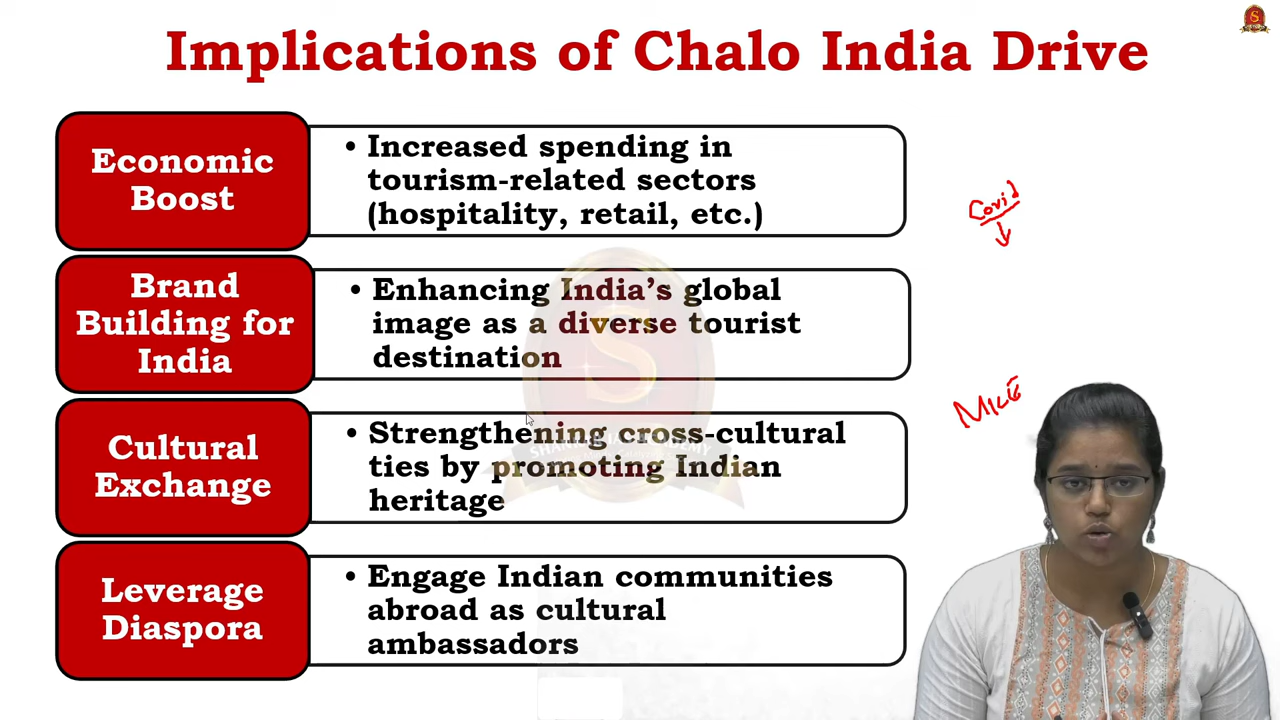 Implications of Chalo India Drive
Economic
Boost
• Increased spending in
tourism-related sectors
(hospitality, retail, etc.)
Covid
Brand
Building for
India
• Enhancing India's global
image as a diverse tourist
destination
Cultural
Exchange
• Strengthening cross-cultural
ties by promoting Indian
heritage
MICE
Leverage
Diaspora
• Engage Indian communities
abroad as cultural
ambassadors